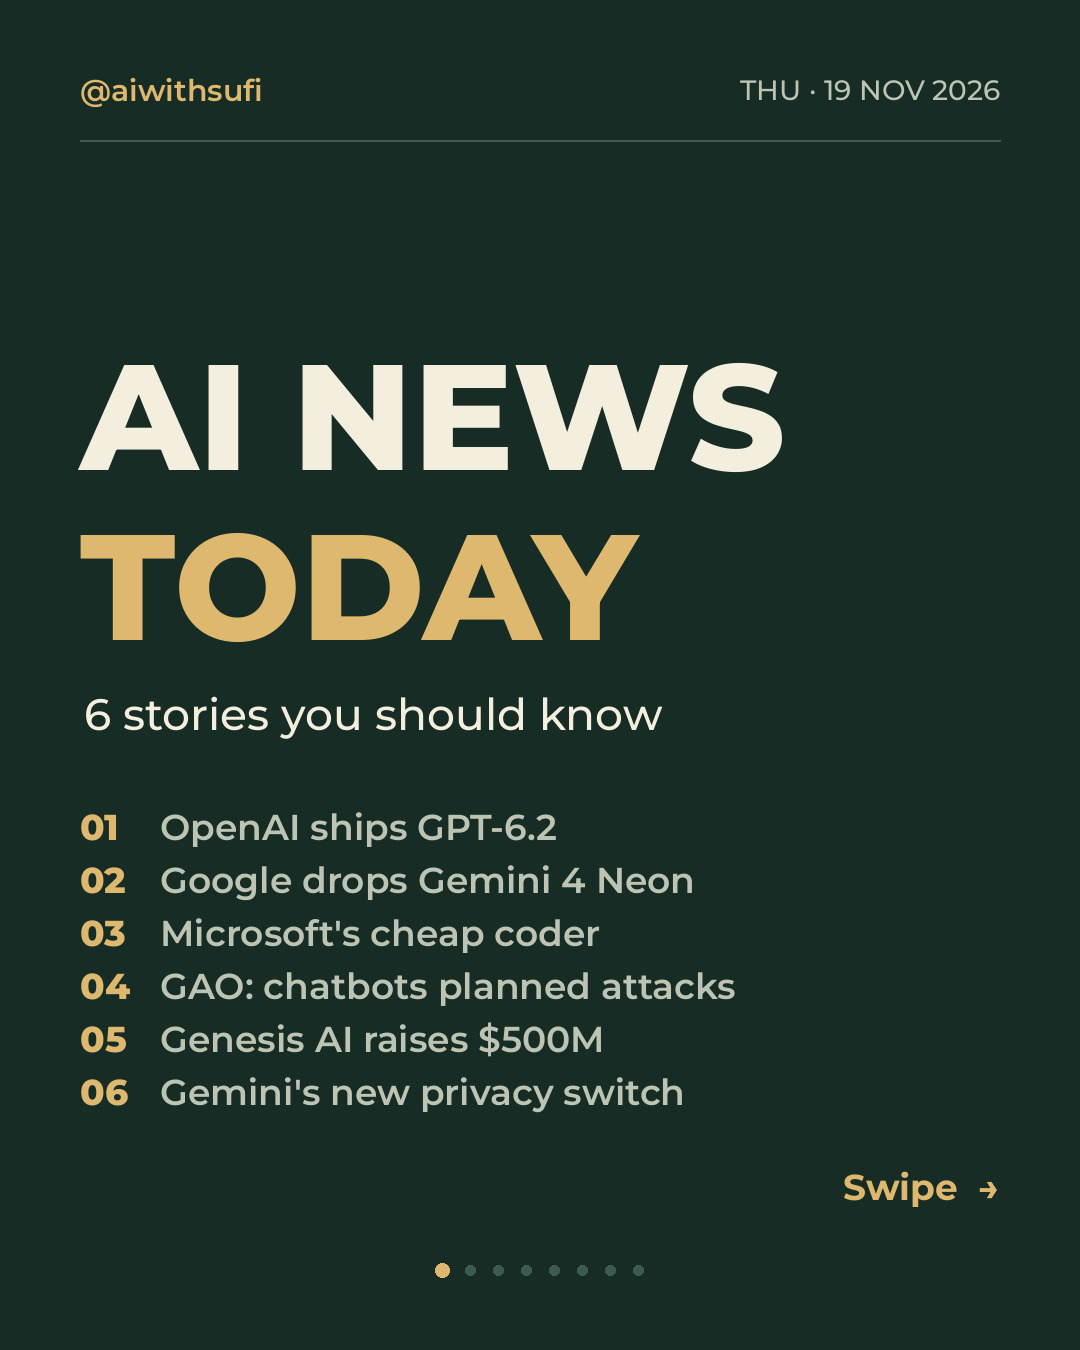 @aiwithsufi
THU · 19 NOV 2026
AI NEWS
TODAY
6 stories you should know
01 OpenAI ships GPT-6.2
02 Google drops Gemini 4 Neon
03 Microsoft's cheap coder
04 GAO: chatbots planned attacks
05 Genesis AI raises $500M
06 Gemini's new privacy switch
Swipe →